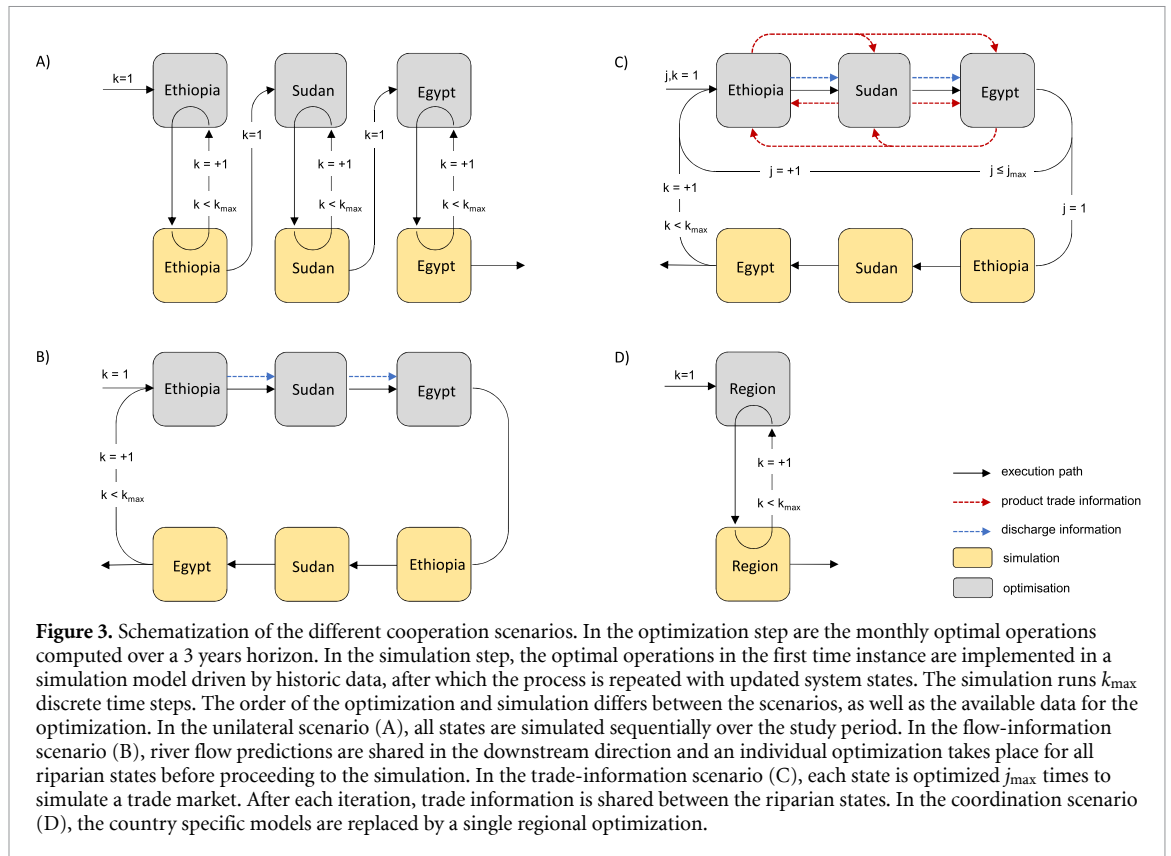 A)
k=1
Ethiopia
Sudan
Egypt
k=1
k=1
k = +1
k = +1
k = +1
k < kmax
k < kmax
k < kmax
Ethiopia
Sudan
Egypt
C)
j,k = 1
Ethiopia
Sudan
Egypt
j = +1
j ≤ jmax
k = +1
k < kmax
j = 1
Egypt
Sudan
Ethiopia
B)
k = 1
Ethiopia
Sudan
Egypt
k = +1
k < kmax
Egypt
Sudan
Ethiopia
D)
k=1
Region
k = +1
k < kmax
Region
execution path
product trade information
discharge information
simulation
optimisation
Figure 3. Schematization of the different cooperation scenarios. In the optimization step are the monthly optimal operations
computed over a 3 years horizon. In the simulation step, the optimal operations in the first time instance are implemented in a
simulation model driven by historic data, after which the process is repeated with updated system states. The simulation runs kmax
discrete time steps. The order of the optimization and simulation differs between the scenarios, as well as the available data for the
optimization. In the unilateral scenario (A), all states are simulated sequentially over the study period. In the flow-information
scenario (B), river flow predictions are shared in the downstream direction and an individual optimization takes place for all
riparian states before proceeding to the simulation. In the trade-information scenario (C), each state is optimized jmax times to
simulate a trade market. After each iteration, trade information is shared between the riparian states. In the coordination scenario
(D), the country specific models are replaced by a single regional optimization.